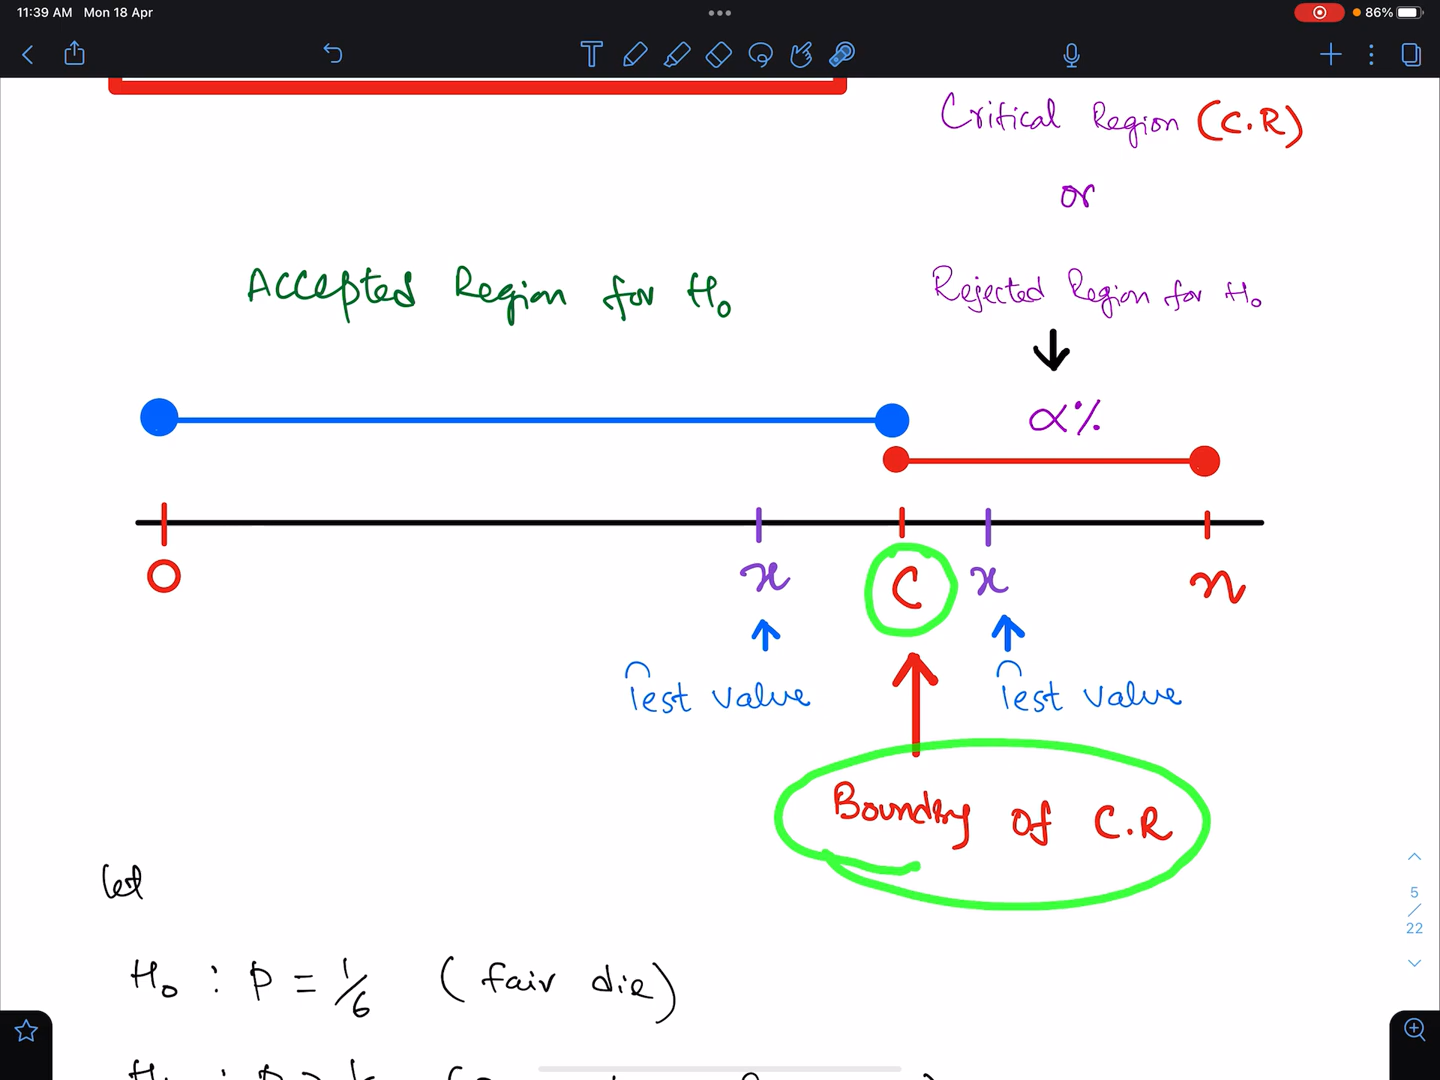 11:39 AM Mon 18 Apr
86%
Critical Region (C.R)
or
Accepted Region for H₀
Rejected Region for H₀
α%
0 x C x n
Test value Test value
Boundry of C.R
5
/
22
let
H₀ : P = 1/6 (fair die)